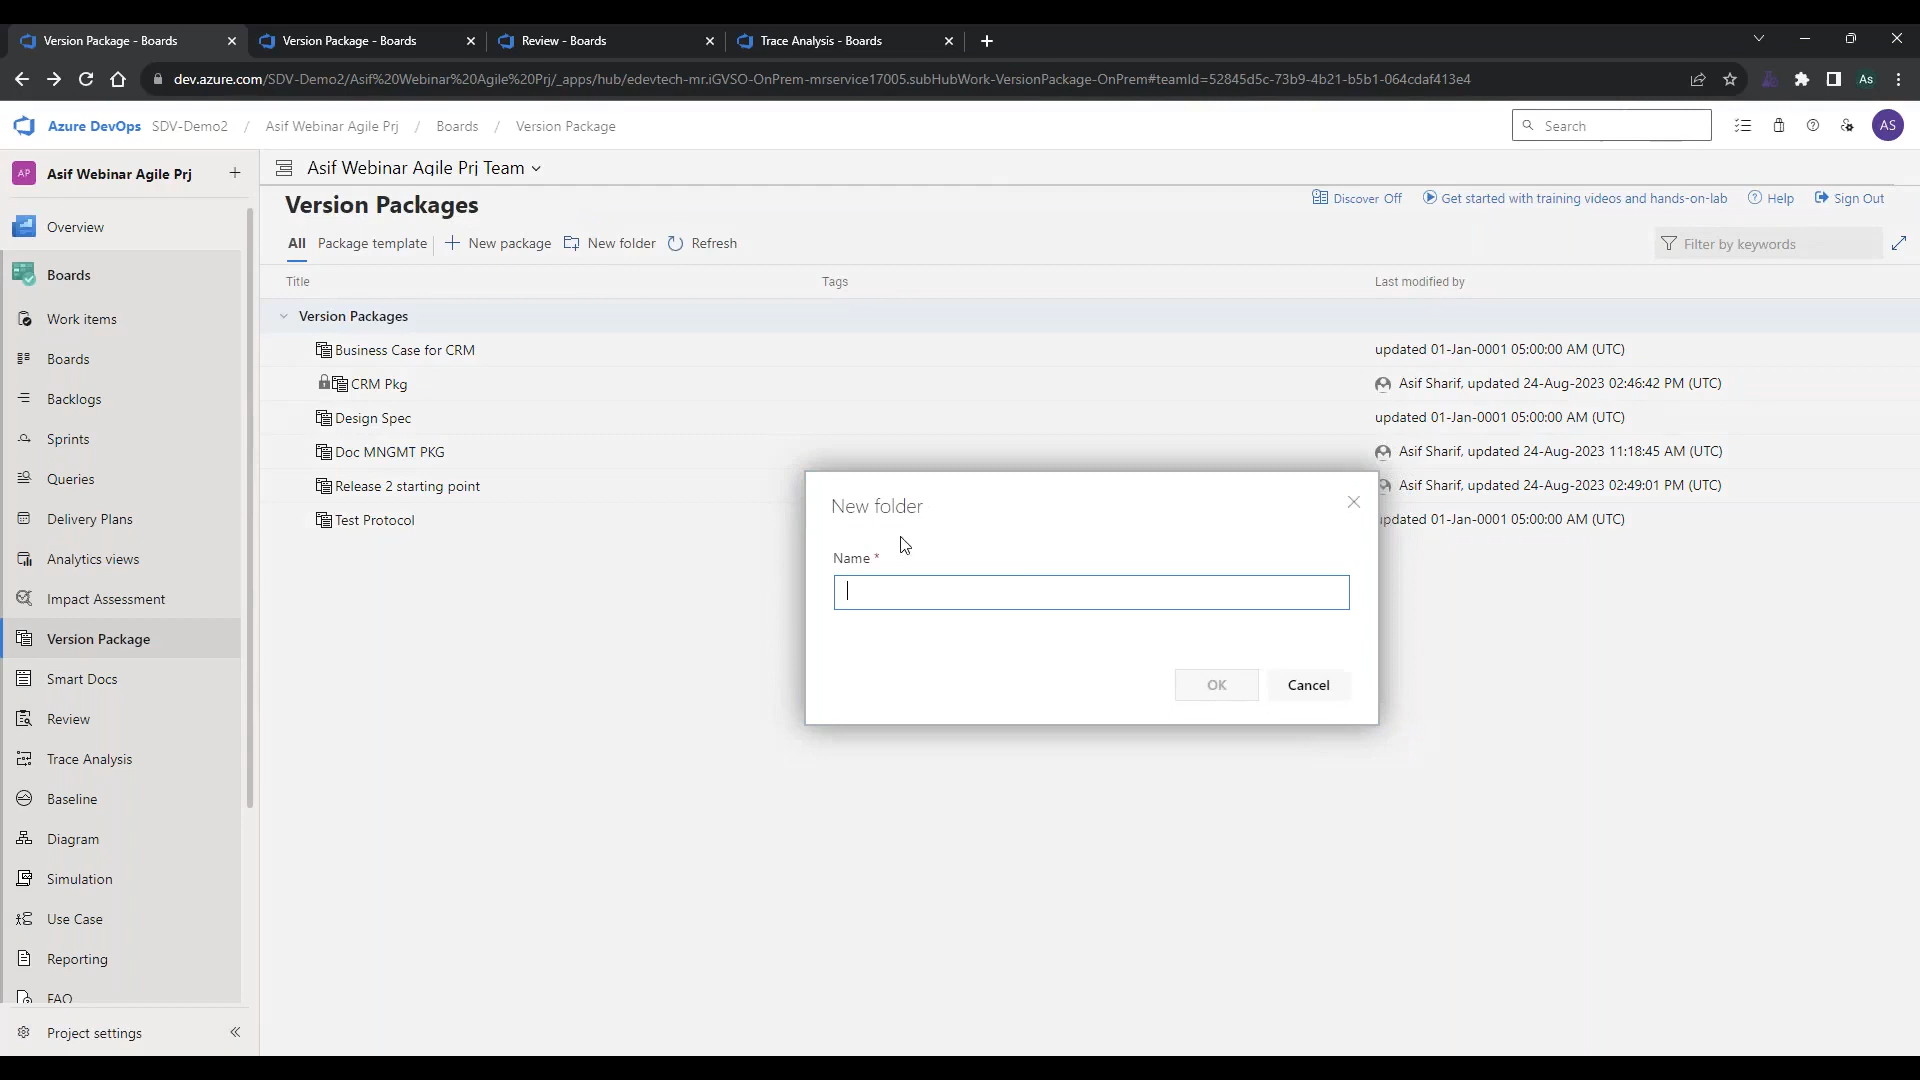 Version Package - Boards
Version Package - Boards
Review - Boards
Trace Analysis - Boards
dev.azure.com/SDV-Demo2/Asif%20Webinar%20Agile%20Prj/_apps/hub/edevtech-mr.iGVSO-OnPrem-mrservice17005.subHubWork-VersionPackage-OnPrem#teamId=52845d5c-73b9-4b21-b5b1-064cdaf413e4
As
Azure DevOps SDV-Demo2 / Asif Webinar Agile Prj / Boards / Version Package
Search
AS
AP Asif Webinar Agile Prj
Overview
Boards
Work items
Boards
Backlogs
Sprints
Queries
Delivery Plans
Analytics views
Impact Assessment
Version Package
Smart Docs
Review
Trace Analysis
Baseline
Diagram
Simulation
Use Case
Reporting
FAQ
Project settings
Asif Webinar Agile Prj Team
Version Packages
Discover Off
Get started with training videos and hands-on-lab
Help
Sign Out
All Package template New package New folder Refresh
Filter by keywords
Title Tags Last modified by
Version Packages
Business Case for CRM updated 01-Jan-0001 05:00:00 AM (UTC)
CRM Pkg Asif Sharif, updated 24-Aug-2023 02:46:42 PM (UTC)
Design Spec updated 01-Jan-0001 05:00:00 AM (UTC)
Doc MNGMT PKG Asif Sharif, updated 24-Aug-2023 11:18:45 AM (UTC)
Release 2 starting point Asif Sharif, updated 24-Aug-2023 02:49:01 PM (UTC)
Test Protocol updated 01-Jan-0001 05:00:00 AM (UTC)
New folder
Name *
OK Cancel